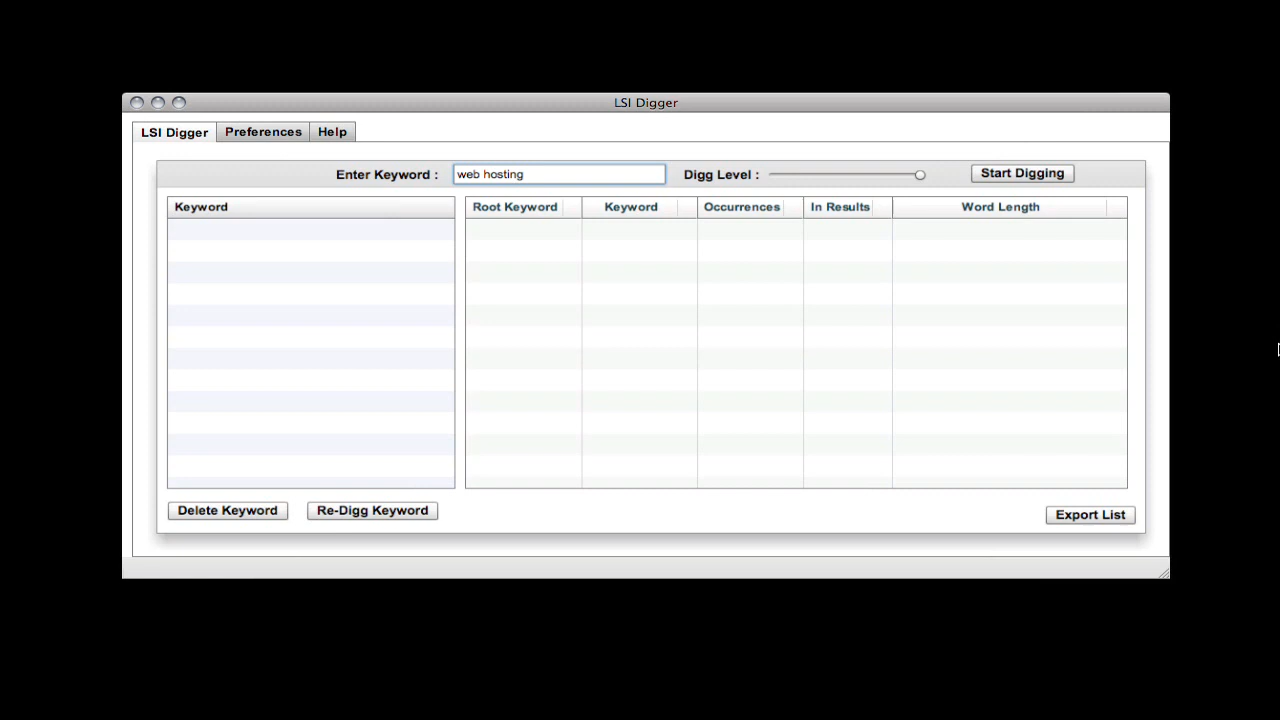 LSI Digger
LSI Digger Preferences Help
Enter Keyword : web hosting Digg Level : Start Digging
Keyword Root Keyword Keyword Occurrences In Results Word Length
Delete Keyword Re-Digg Keyword Export List